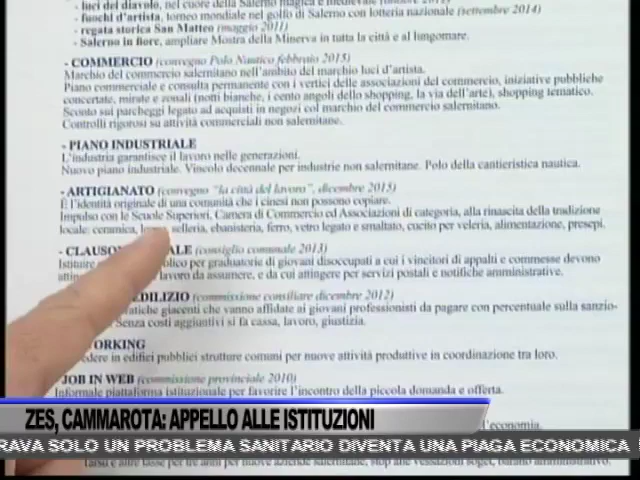 - luci del diavolo, nel cuore della Salerno magica e medievale
- fuochi d'artista, torneo mondiale nel golfo di Salerno con lotteria nazionale (settembre 2014)
- regata storica San Matteo (maggio 2011)
- Salerno in fiore, ampliare Mostra della Minerva in tutta la città e al lungomare.
- COMMERCIO (convegno Polo Nautico febbraio 2015)
Marchio del commercio salernitano nell'ambito del marchio luci d'artista.
Piano commerciale e consulta permanente con i vertici delle associazioni del commercio, iniziative pubbliche
concertate, mirate e zonali (notti bianche, i cento angoli dello shopping, la via dell'arte), shopping tematico.
Sconto sui parcheggi legato ad acquisti in negozi col marchio del commercio salernitano.
Controlli rigorosi su attività commerciali non salernitane.
- PIANO INDUSTRIALE
L'industria garantisce il lavoro nelle generazioni.
Nuovo piano industriale. Vincolo decennale per industrie non salernitane. Polo della cantieristica nautica.
- ARTIGIANATO (convegno "la città del lavoro", dicembre 2015)
È l'identità originale di una comunità che i cinesi non possono copiare.
Impulso con le Scuole Superiori, Camera di Commercio ed Associazioni di categoria, alla rinascita della tradizione
locale: ceramica, selleria, ebanisteria, ferro, vetro legato e smaltato, cucito per veleria, alimentazione, presepi.
- CLAUSO ALE (consiglio comunale 2013)
Istituire blico per graduatorie di giovani disoccupati a cui i vincitori di appalti e commesse devono
lavoro da assumere, e da cui attingere per servizi postali e notifiche amministrative.
EDILIZIO (commissione consiliare dicembre 2012)
ratiche giacenti che vanno affidate ai giovani professionisti da pagare con percentuale sulla sanzio-
Senza costi aggiuntivi si fa cassa, lavoro, giustizia.
WORKING
edere in edifici pubblici strutture comuni per nuove attività produttive in coordinazione tra loro.
JOB IN WEB (commissione provinciale 2010)
Informale piattaforma istituzionale per favorire l'incontro della piccola domanda e offerta.
ZES, CAMMAROTA: APPELLO ALLE ISTITUZIONI
l'economia.
RAVA SOLO UN PROBLEMA SANITARIO DIVENTA UNA PIAGA ECONOMICA